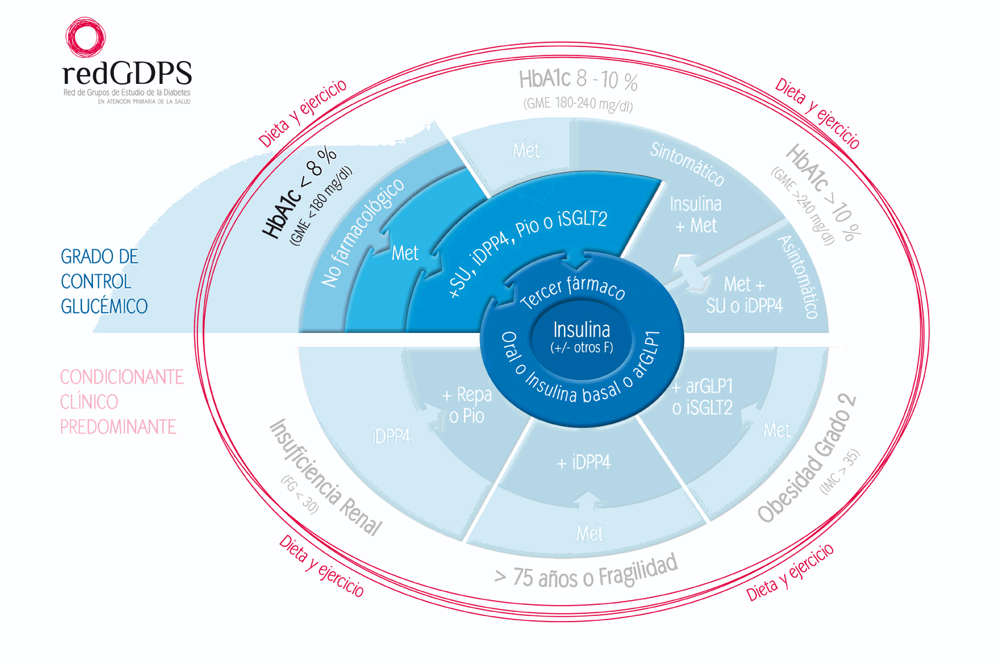 redGDPS
Red de Grupos de Estudio de la Diabetes
EN ATENCIÓN PRIMARIA DE LA SALUD
Dieta y ejercicio
Dieta y ejercicio
HbA1c 8 - 10 %
(GME 180-240 mg/dl)
HbA1c < 8 %
(GME <180 mg/dl)
HbA1c > 10 %
(GME >240 mg/dl)
GRADO DE
CONTROL
GLUCÉMICO
No farmacológico
Met
Met
+SU, iDPP4, Pio o iSGLT2
Sintomático
Insulina
+ Met
Asintomático
Met +
SU o iDPP4
Tercer fármaco
Insulina
(+/- otros F)
Oral o Insulina basal o arGLP1
CONDICIONANTE
CLÍNICO
PREDOMINANTE
+ Repa
o Pio
iDPP4
Insuficiencia Renal
(FG < 30)
+ iDPP4
Met
> 75 años o Fragilidad
+ arGLP1
o iSGLT2
Met
Obesidad Grado 2
(IMC > 35)
Dieta y ejercicio
Dieta y ejercicio